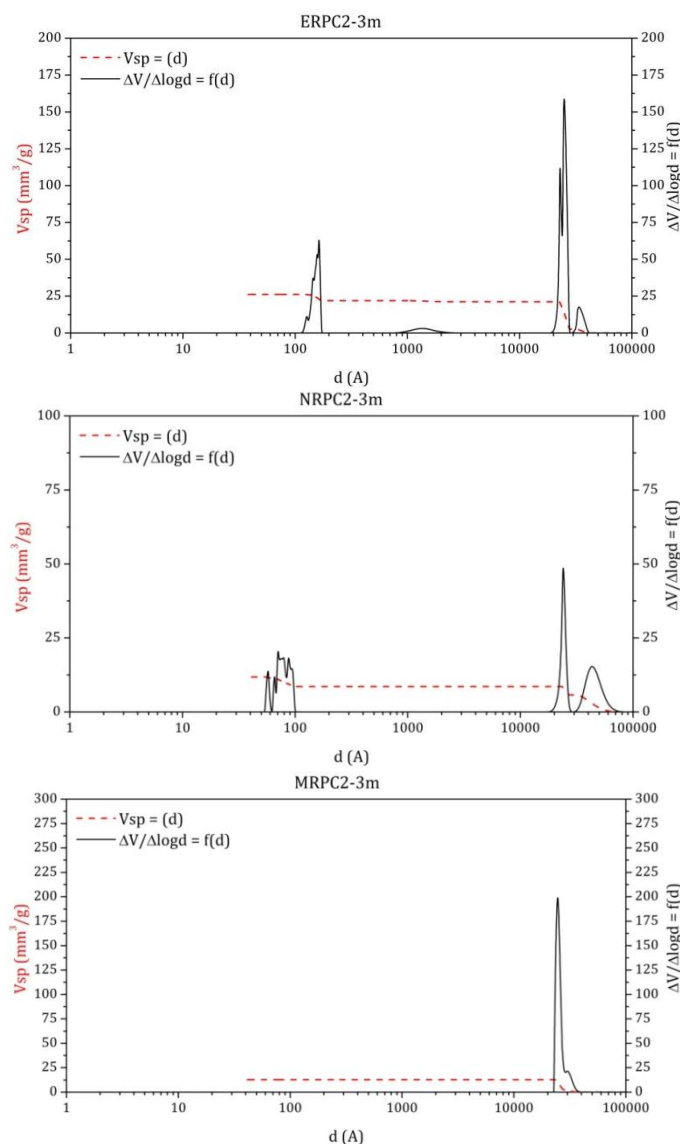 ERPC2-3m
Vsp = (d)
ΔV/Δlogd = f(d)
Vsp (mm³/g)
ΔV/Δlogd = f(d)
200 200
175 175
150 150
125 125
100 100
75 75
50 50
25 25
0 0
1 10 100 1000 10000 100000
d (A)
NRPC2-3m
Vsp = (d)
ΔV/Δlogd = f(d)
Vsp (mm³/g)
ΔV/Δlogd = f(d)
100 100
75 75
50 50
25 25
0 0
1 10 100 1000 10000 100000
d (A)
MRPC2-3m
Vsp = (d)
ΔV/Δlogd = f(d)
Vsp (mm³/g)
ΔV/Δlogd = f(d)
300 300
275 275
250 250
225 225
200 200
175 175
150 150
125 125
100 100
75 75
50 50
25 25
0 0
1 10 100 1000 10000 100000
d (A)